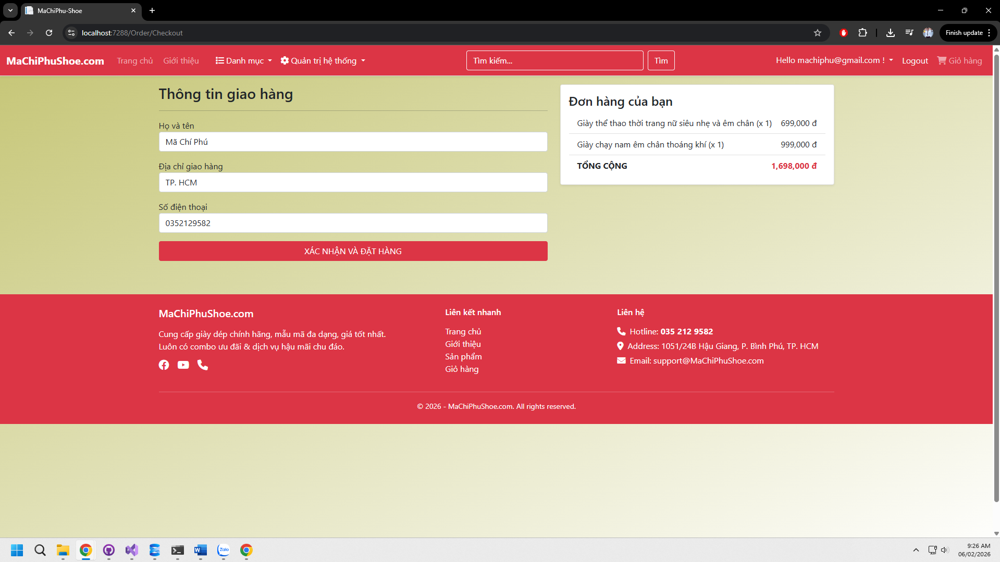 MaChiPhu-Shoe
localhost:7288/Order/Checkout
Finish update
MaChiPhuShoe.com
Trang chủ
Giới thiệu
Danh mục
Quản trị hệ thống
Tìm kiếm...
Tìm
Hello machiphu@gmail.com !
Logout
Giỏ hàng
Thông tin giao hàng
Họ và tên
Mã Chí Phú
Địa chỉ giao hàng
TP. HCM
Số điện thoại
0352129582
XÁC NHẬN VÀ ĐẶT HÀNG
Đơn hàng của bạn
Giày thể thao thời trang nữ siêu nhẹ và êm chân (x 1) 699,000 đ
Giày chạy nam êm chân thoáng khí (x 1) 999,000 đ
TỔNG CỘNG 1,698,000 đ
MaChiPhuShoe.com
Cung cấp giày dép chính hãng, mẫu mã đa dạng, giá tốt nhất.
Luôn có combo ưu đãi & dịch vụ hậu mãi chu đáo.
Liên kết nhanh
Trang chủ
Giới thiệu
Sản phẩm
Giỏ hàng
Liên hệ
Hotline: 035 212 9582
Address: 1051/24B Hậu Giang, P. Bình Phú, TP. HCM
Email: support@MaChiPhuShoe.com
© 2026 - MaChiPhuShoe.com. All rights reserved.
Zalo
9:26 AM
06/02/2026